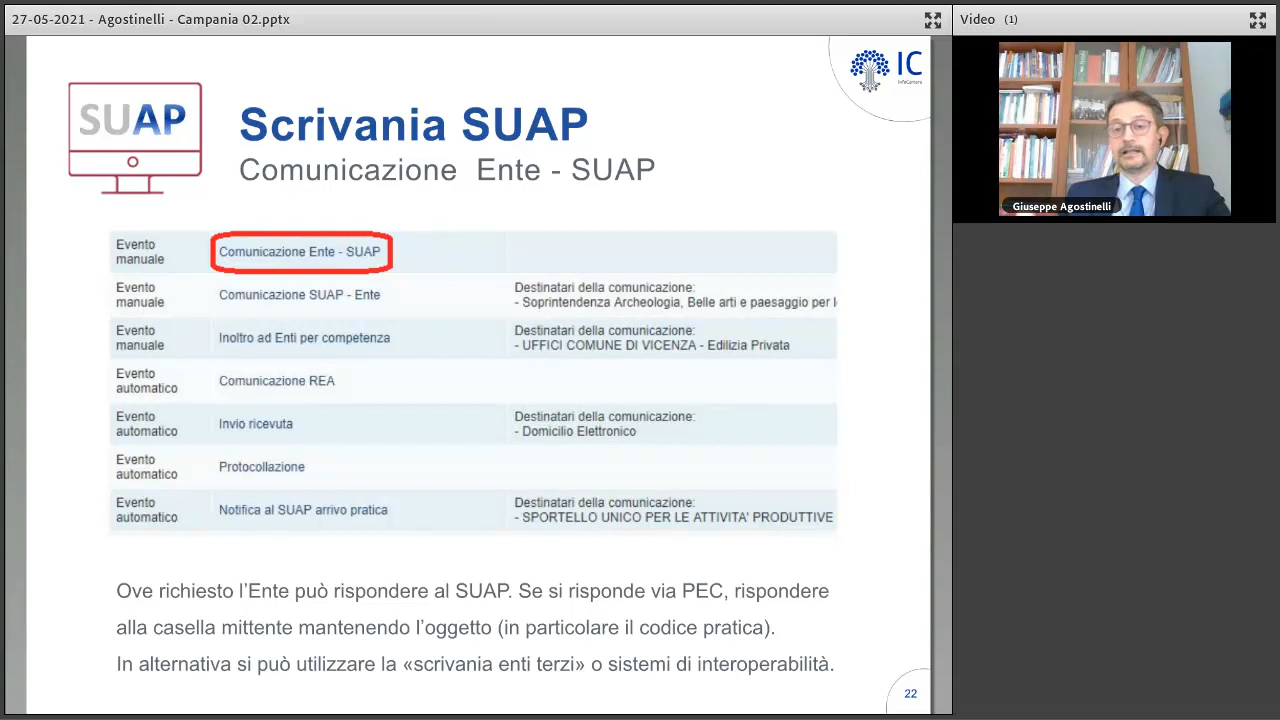 27-05-2021 - Agostinelli - Campania 02.pptx
Video (1)
IC
InfoCamere
SUAP
Scrivania SUAP
Comunicazione Ente - SUAP
Giuseppe Agostinelli
Evento manuale
Comunicazione Ente - SUAP
Evento manuale
Comunicazione SUAP - Ente
Destinatari della comunicazione:
- Soprintendenza Archeologia, Belle arti e paesaggio per
Evento manuale
Inoltro ad Enti per competenza
Destinatari della comunicazione:
- UFFICI COMUNE DI VICENZA - Edilizia Privata
Evento automatico
Comunicazione REA
Evento automatico
Invio ricevuta
Destinatari della comunicazione:
- Domicilio Elettronico
Evento automatico
Protocollazione
Evento automatico
Notifica al SUAP arrivo pratica
Destinatari della comunicazione:
- SPORTELLO UNICO PER LE ATTIVITA' PRODUTTIVE
Ove richiesto l'Ente può rispondere al SUAP. Se si risponde via PEC, rispondere
alla casella mittente mantenendo l'oggetto (in particolare il codice pratica).
In alternativa si può utilizzare la «scrivania enti terzi» o sistemi di interoperabilità.
22